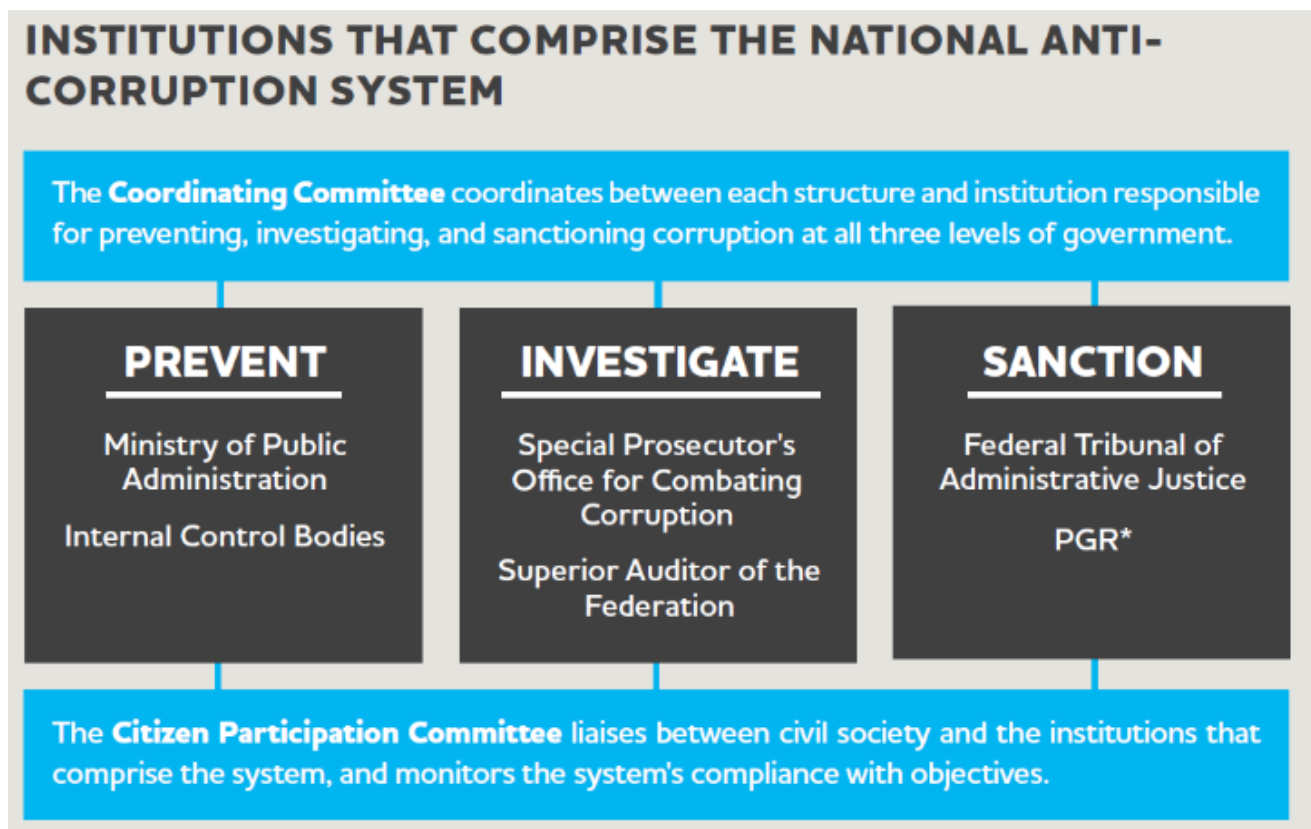 INSTITUTIONS THAT COMPRISE THE NATIONAL ANTI-
CORRUPTION SYSTEM
The Coordinating Committee coordinates between each structure and institution responsible
for preventing, investigating, and sanctioning corruption at all three levels of government.
PREVENT
Ministry of Public
Administration
Internal Control Bodies
INVESTIGATE
Special Prosecutor's
Office for Combating
Corruption
Superior Auditor of the
Federation
SANCTION
Federal Tribunal of
Administrative Justice
PGR*
The Citizen Participation Committee liaises between civil society and the institutions that
comprise the system, and monitors the system's compliance with objectives.